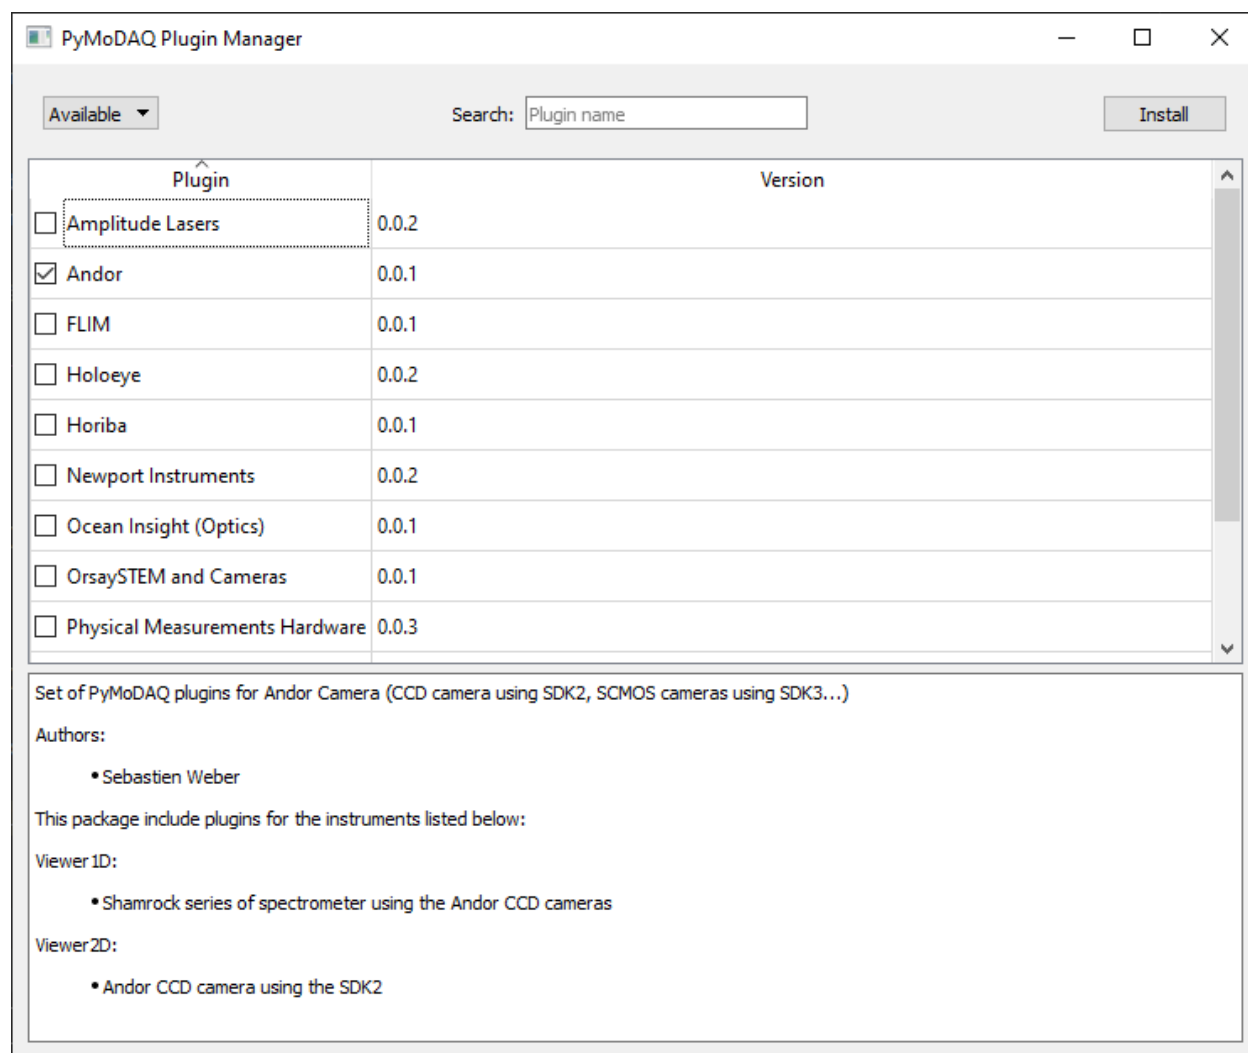 PyMoDAQ Plugin Manager
Available Search: Plugin name Install
Plugin Version
Amplitude Lasers 0.0.2
Andor 0.0.1
FLIM 0.0.1
Holoeye 0.0.2
Horiba 0.0.1
Newport Instruments 0.0.2
Ocean Insight (Optics) 0.0.1
OrsaySTEM and Cameras 0.0.1
Physical Measurements Hardware 0.0.3
Set of PyMoDAQ plugins for Andor Camera (CCD camera using SDK2, SCMOS cameras using SDK3...)
Authors:
• Sebastien Weber
This package include plugins for the instruments listed below:
Viewer1D:
• Shamrock series of spectrometer using the Andor CCD cameras
Viewer2D:
• Andor CCD camera using the SDK2